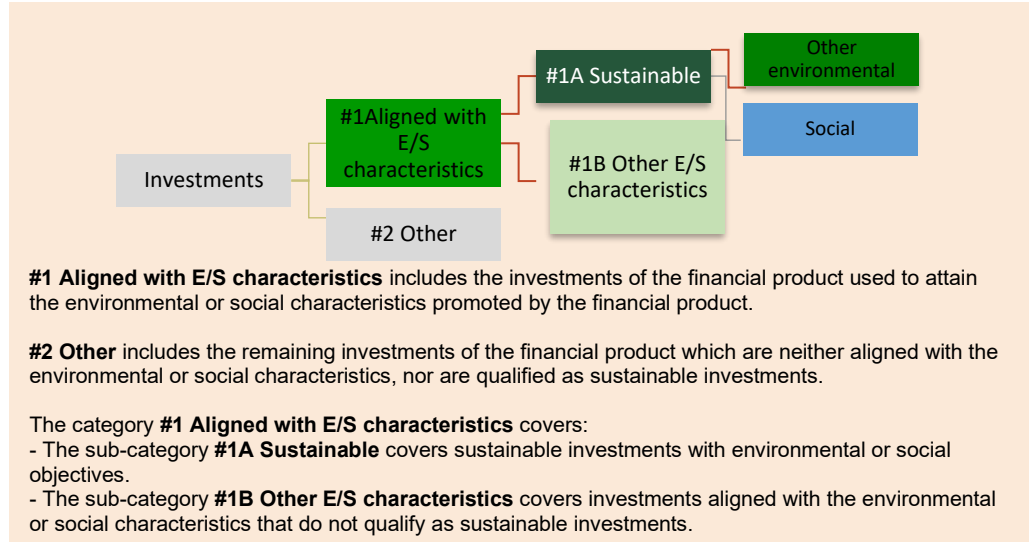 Investments
#1Aligned with
E/S
characteristics
#2 Other
#1A Sustainable
#1B Other E/S
characteristics
Other
environmental
Social
#1 Aligned with E/S characteristics includes the investments of the financial product used to attain
the environmental or social characteristics promoted by the financial product.
#2 Other includes the remaining investments of the financial product which are neither aligned with the
environmental or social characteristics, nor are qualified as sustainable investments.
The category #1 Aligned with E/S characteristics covers:
- The sub-category #1A Sustainable covers sustainable investments with environmental or social
objectives.
- The sub-category #1B Other E/S characteristics covers investments aligned with the environmental
or social characteristics that do not qualify as sustainable investments.